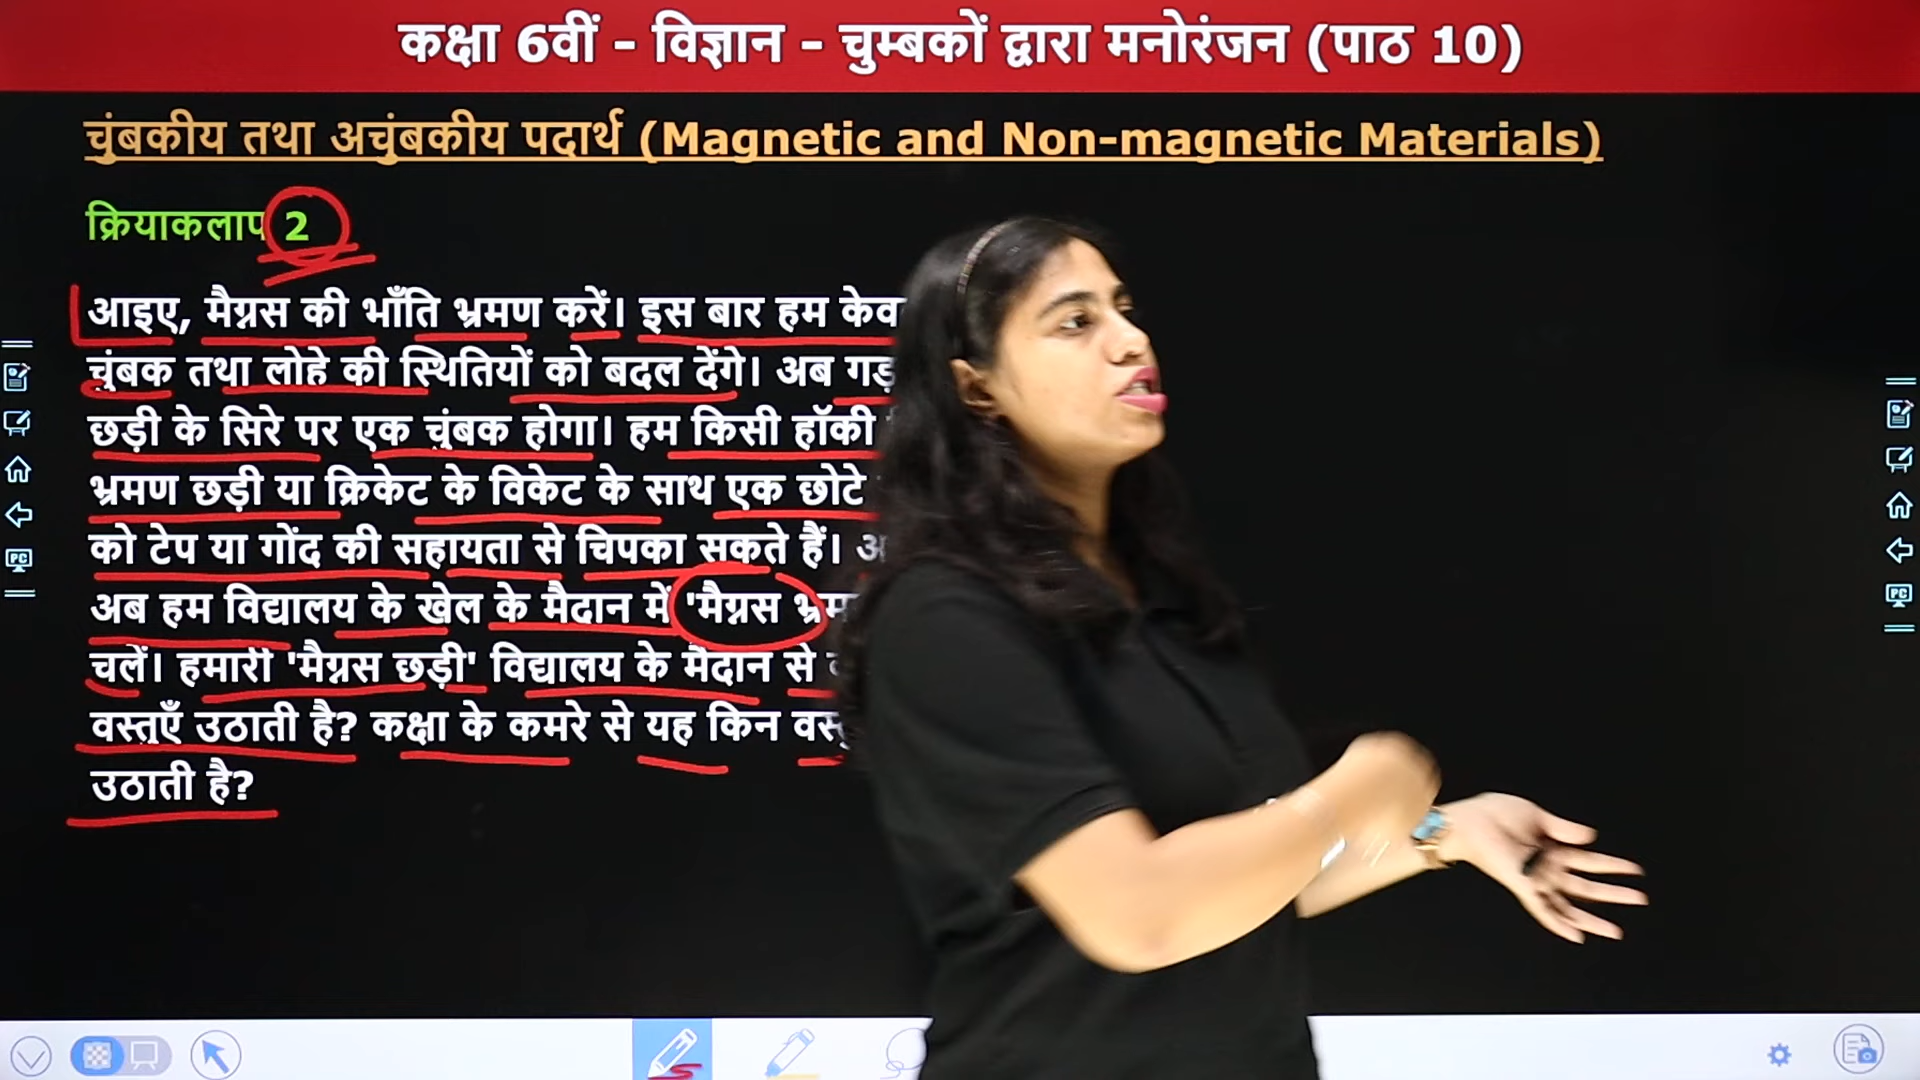 कक्षा 6वीं - विज्ञान - चुम्बकों द्वारा मनोरंजन (पाठ 10)
चुंबकीय तथा अचुंबकीय पदार्थ (Magnetic and Non-magnetic Materials)
क्रियाकलाप 2
आइए, मैग्नस की भाँति भ्रमण करें। इस बार हम
चुंबक तथा लोहे की स्थितियों को बदल देंगे। अब
छड़ी के सिरे पर एक चुंबक होगा। हम किसी हॉकी
भ्रमण छड़ी या क्रिकेट के विकेट के साथ एक छोटे
को टेप या गोंद की सहायता से चिपका सकते हैं।
अब हम विद्यालय के खेल के मैदान में 'मैग्नस
चलें। हमारी 'मैग्नस छड़ी' विद्यालय के मैदान से
वस्तुएँ उठाती है? कक्षा के कमरे से यह किन
उठाती है?
PC
PC